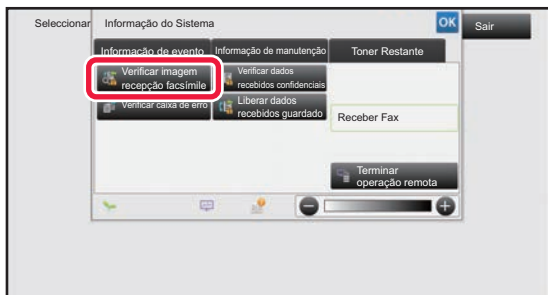 Seleccionar
Informação do Sistema
OK
Sair
Informação de evento
Informação de manutenção
Toner Restante
Verificar imagem
recepção facsímile
Verificar dados
recebidos confidenciais
Verificar caixa de erro
Liberar dados
recebidos guardado
Receber Fax
Terminar
operação remota